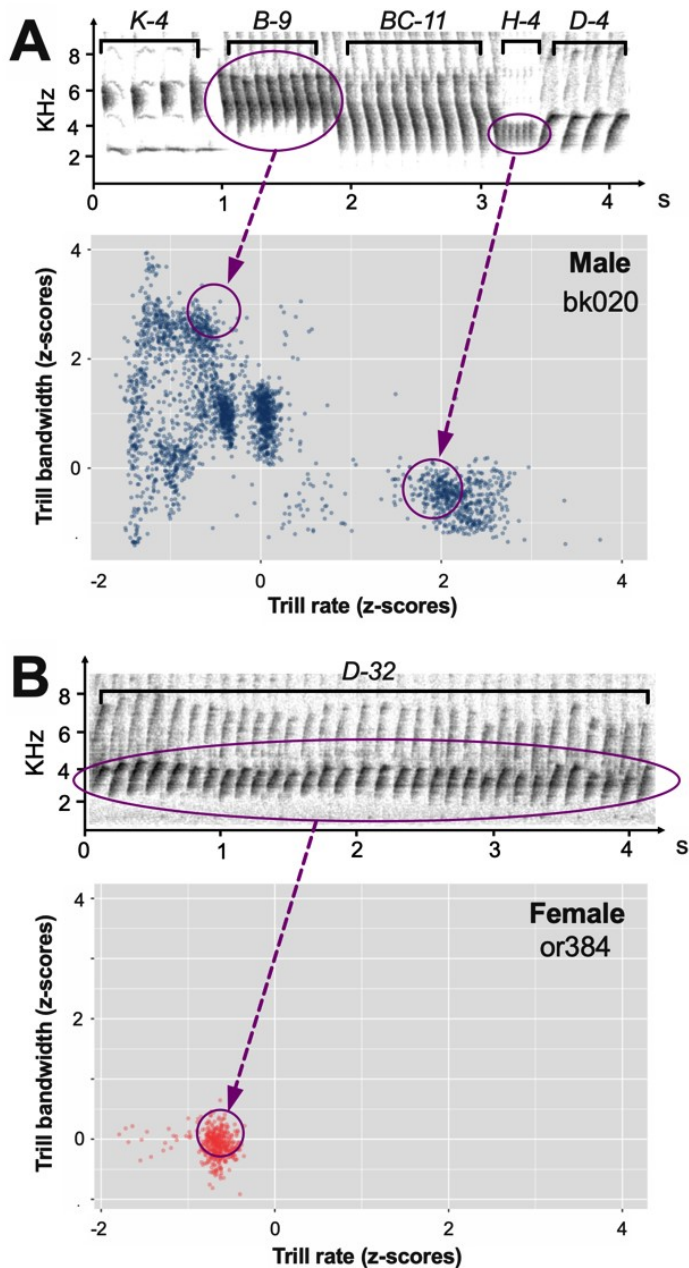 K-4 B-9 BC-11 H-4 D-4
A
8
6
4
2
KHz
0 1 2 3 4 s
4
2
0
Trill bandwidth (z-scores)
Male
bk020
-2 0 2 4
Trill rate (z-scores)
B
D-32
8
6
4
2
KHz
0 1 2 3 4 s
4
2
0
Trill bandwidth (z-scores)
Female
or384
-2 0 2 4
Trill rate (z-scores)